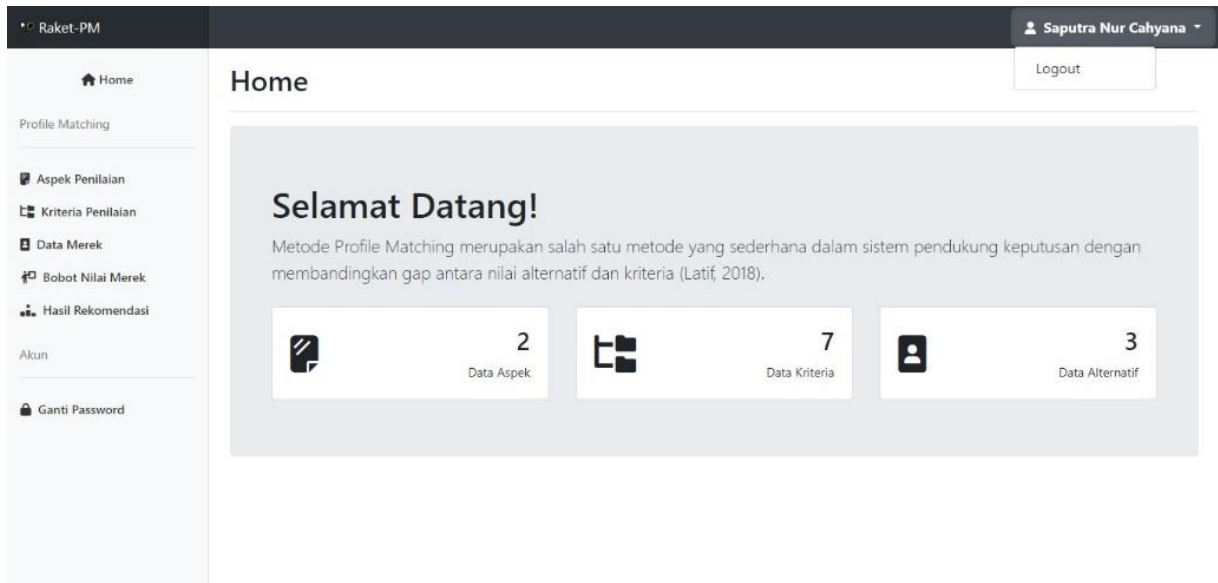 Raket-PM
Saputra Nur Cahyana
Logout
Home
Profile Matching
Aspek Penilaian
Kriteria Penilaian
Data Merek
Bobot Nilai Merek
Hasil Rekomendasi
Akun
Ganti Password
Home
Selamat Datang!
Metode Profile Matching merupakan salah satu metode yang sederhana dalam sistem pendukung keputusan dengan
membandingkan gap antara nilai alternatif dan kriteria (Latif, 2018).
2
Data Aspek
7
Data Kriteria
3
Data Alternatif